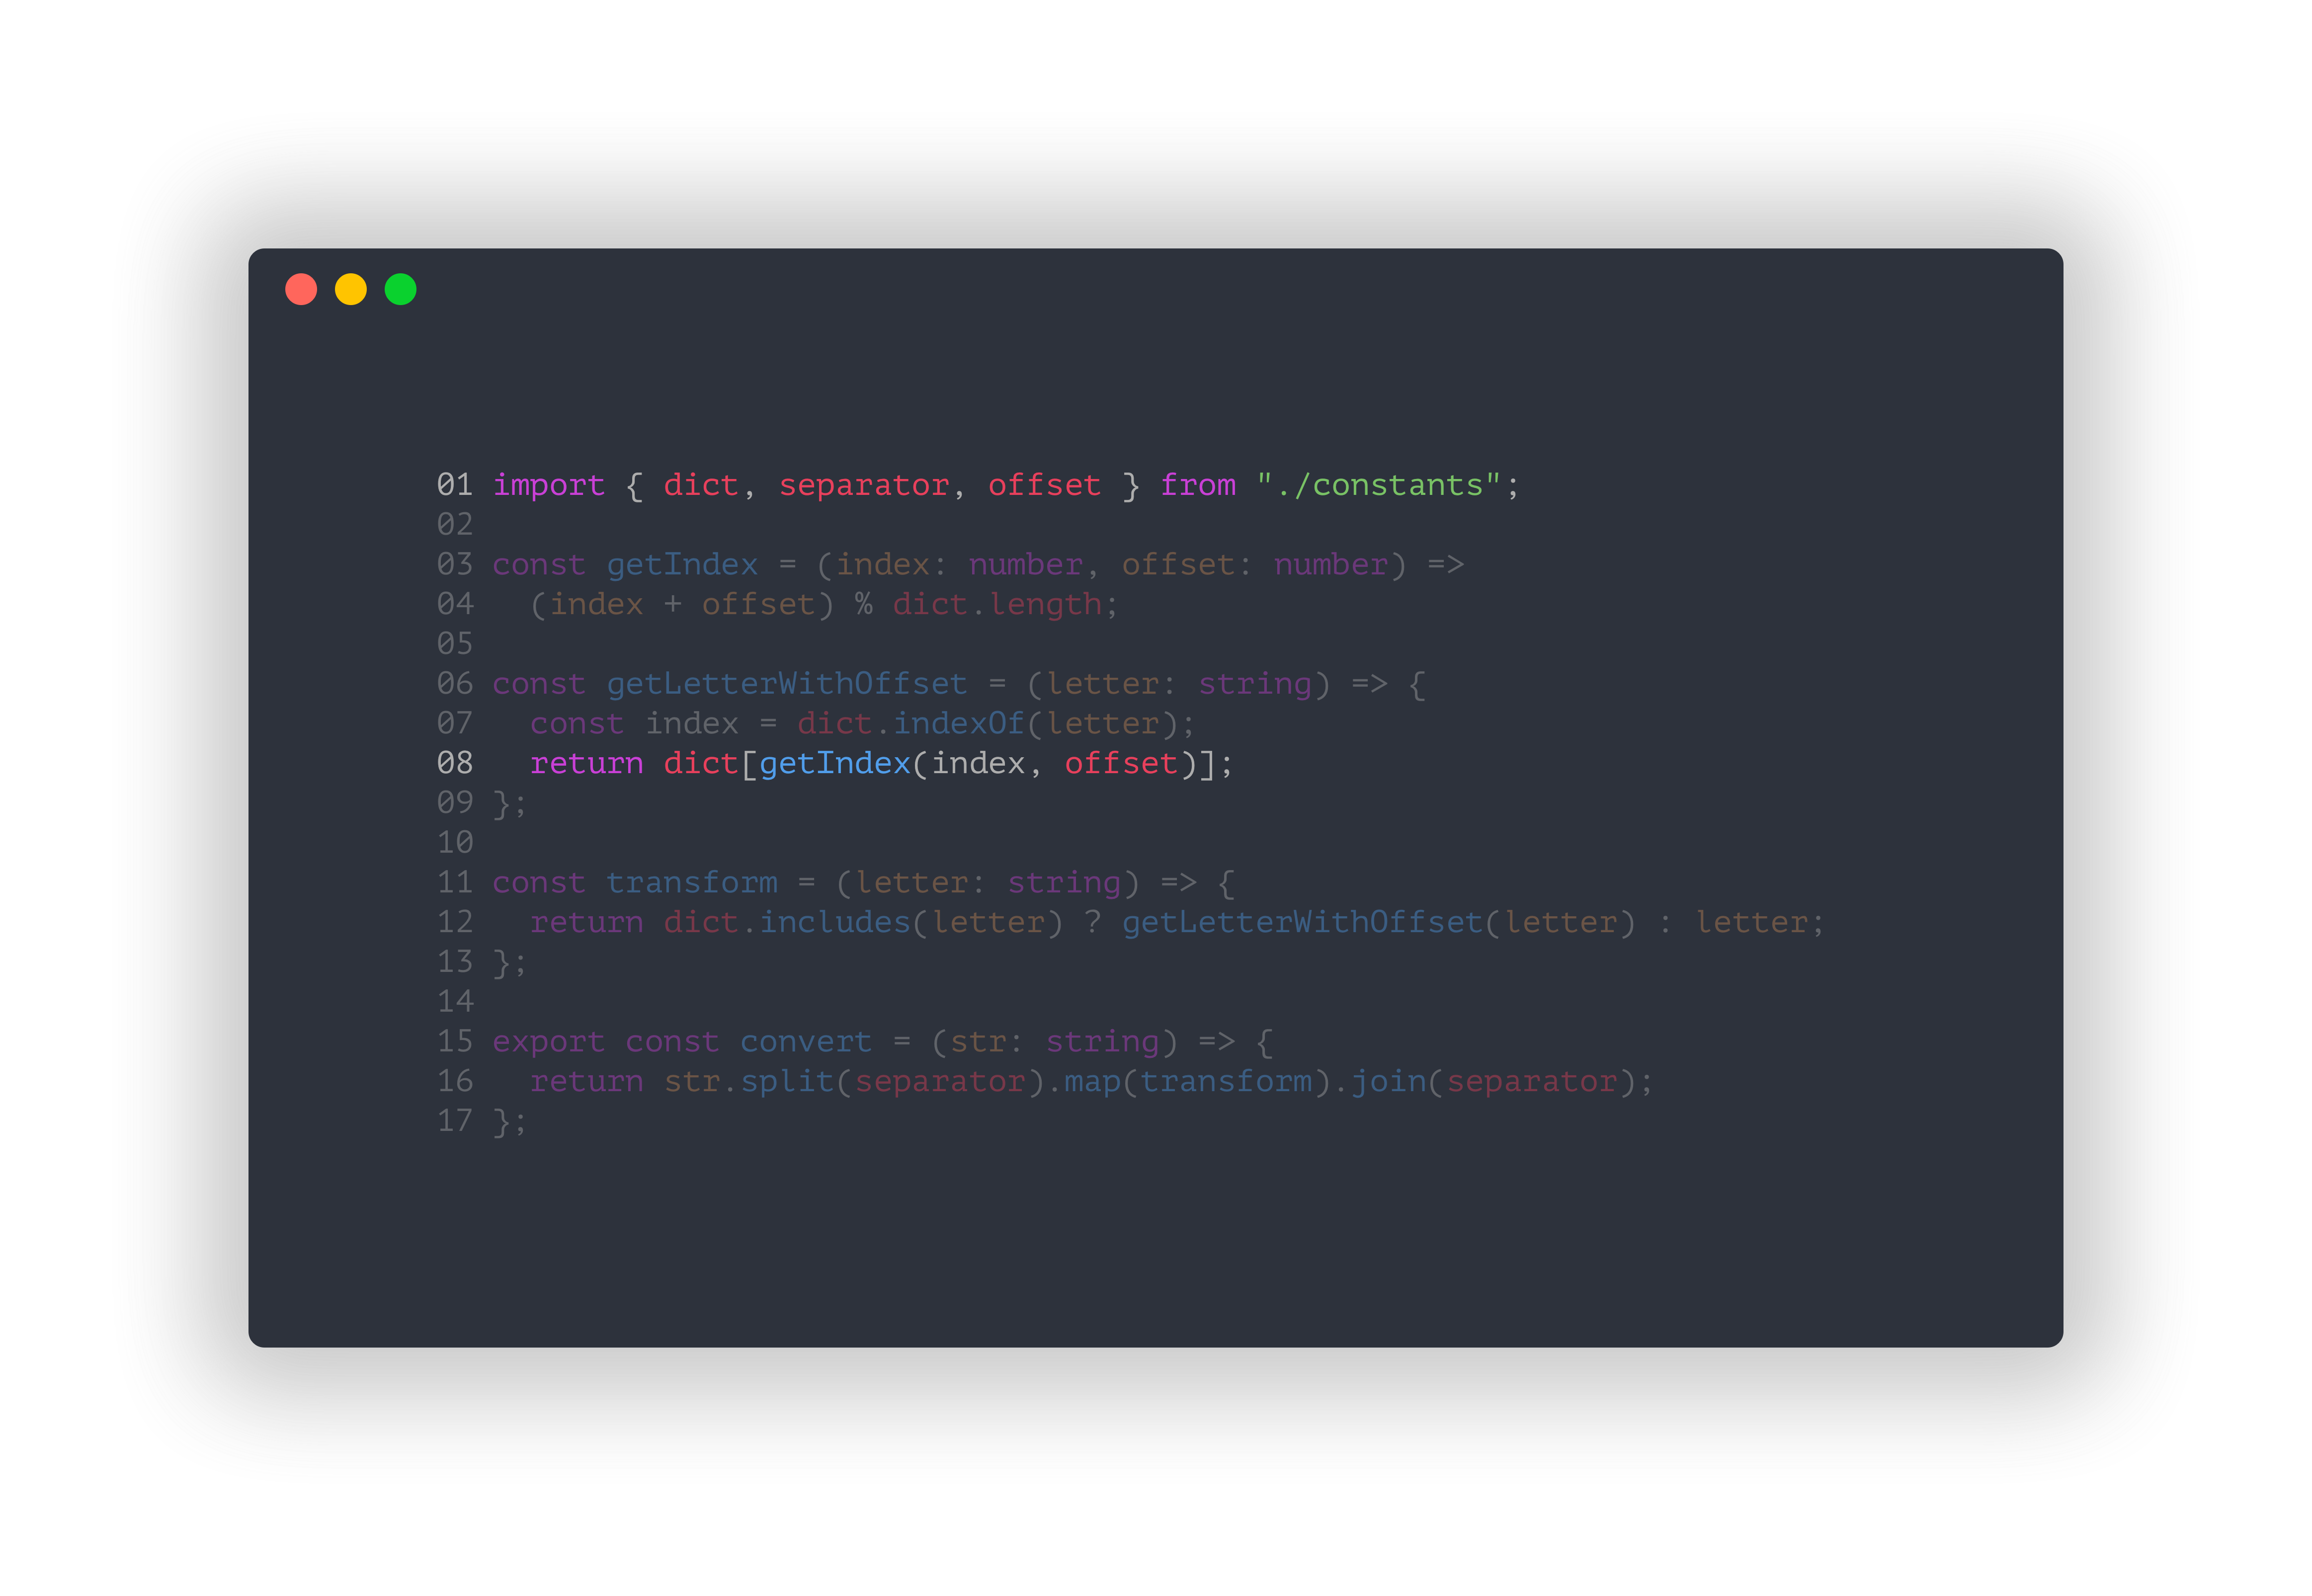 01 import { dict, separator, offset } from "./constants";
02
03 const getIndex = (index: number, offset: number) =>
04   (index + offset) % dict.length;
05
06 const getLetterWithOffset = (letter: string) => {
07   const index = dict.indexOf(letter);
08   return dict[getIndex(index, offset)];
09 };
10
11 const transform = (letter: string) => {
12   return dict.includes(letter) ? getLetterWithOffset(letter) : letter;
13 };
14
15 export const convert = (str: string) => {
16   return str.split(separator).map(transform).join(separator);
17 };